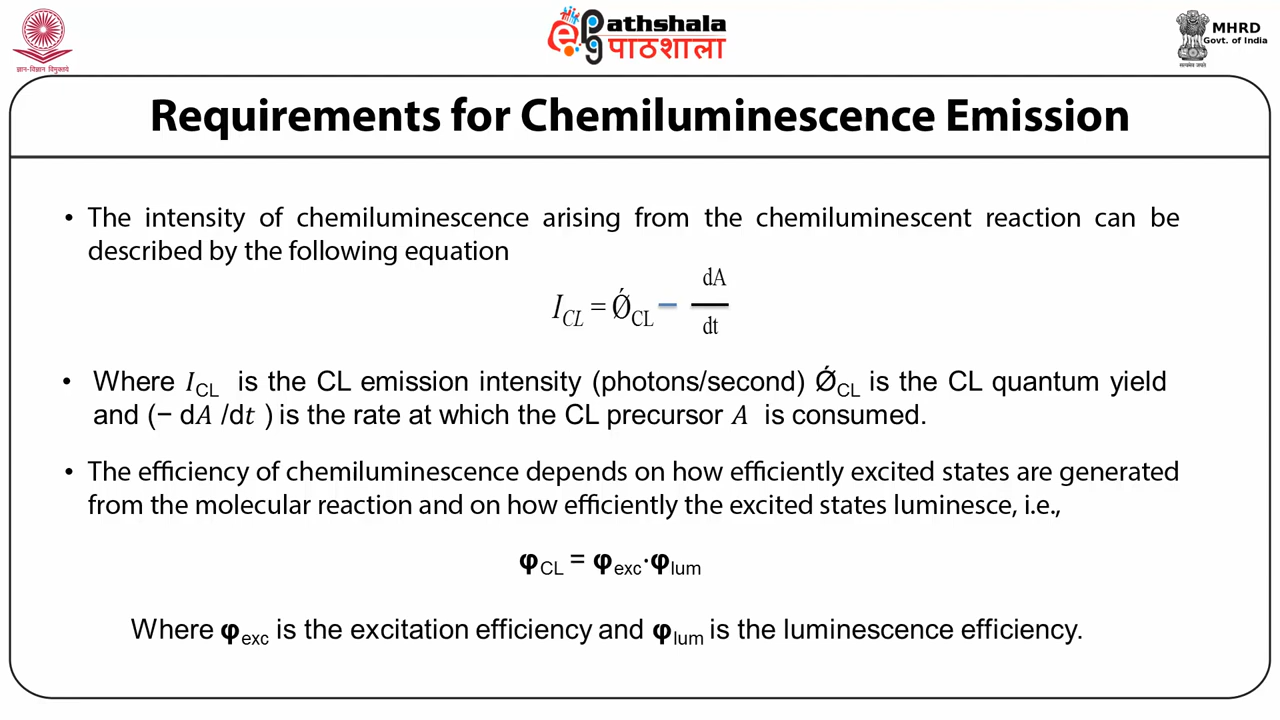 ज्ञान-विज्ञान विमुक्तये
ePathshala
पाठशाला
MHRD
Govt. of India
सत्यमेव जयते
Requirements for Chemiluminescence Emission
• The intensity of chemiluminescence arising from the chemiluminescent reaction can be
described by the following equation
I_CL = Ǿ_CL − dA/dt
• Where I_CL is the CL emission intensity (photons/second) Ǿ_CL is the CL quantum yield
and (− dA /dt ) is the rate at which the CL precursor A is consumed.
• The efficiency of chemiluminescence depends on how efficiently excited states are generated
from the molecular reaction and on how efficiently the excited states luminesce, i.e.,
φ_CL = φ_exc·φ_lum
Where φ_exc is the excitation efficiency and φ_lum is the luminescence efficiency.